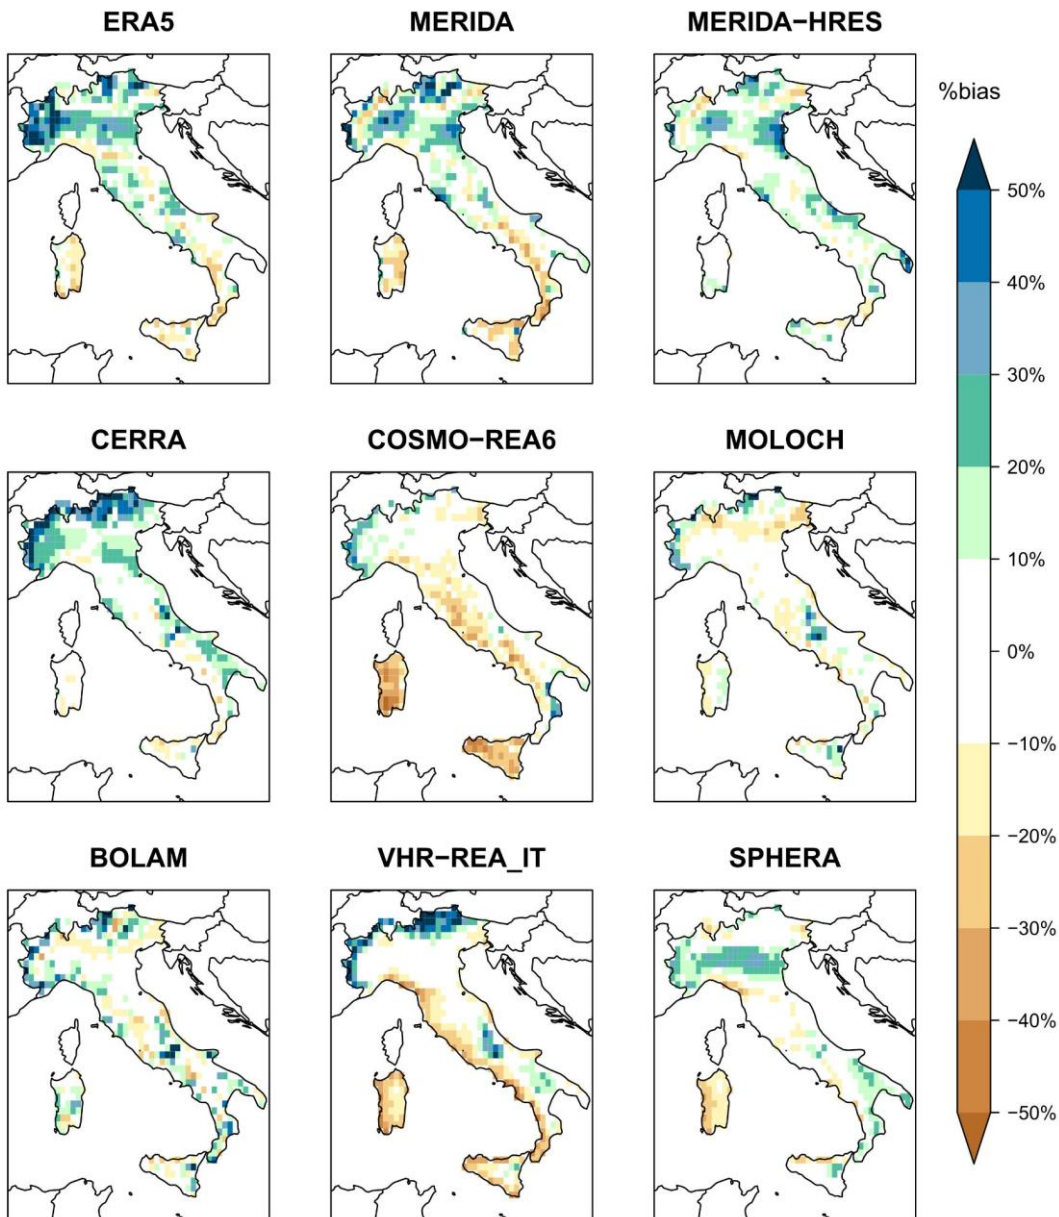 ERA5 MERIDA MERIDA−HRES
%bias
50%
40%
30%
20%
10%
0%
−10%
−20%
−30%
−40%
−50%
CERRA COSMO−REA6 MOLOCH
BOLAM VHR−REA_IT SPHERA